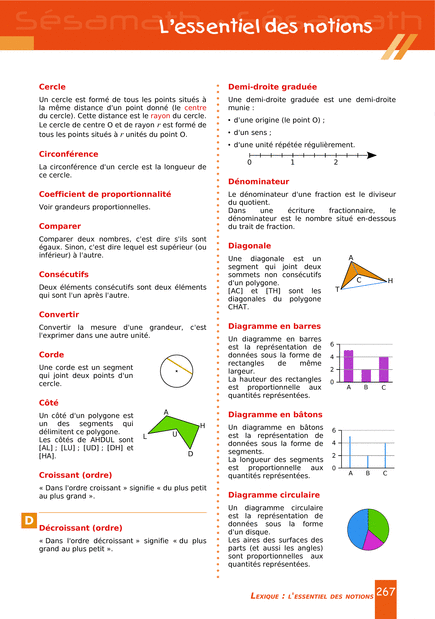 Sésamath
L'essentiel des notions
Cercle
Un cercle est formé de tous les points situés à
la même distance d'un point donné (le centre
du cercle). Cette distance est le rayon du cercle.
Le cercle de centre O et de rayon r est formé de
tous les points situés à r unités du point O.
Circonférence
La circonférence d'un cercle est la longueur de
ce cercle.
Coefficient de proportionnalité
Voir grandeurs proportionnelles.
Comparer
Comparer deux nombres, c'est dire s'ils sont
égaux. Sinon, c'est dire lequel est supérieur (ou
inférieur) à l'autre.
Consécutifs
Deux éléments consécutifs sont deux éléments
qui sont l'un après l'autre.
Convertir
Convertir la mesure d'une grandeur, c'est
l'exprimer dans une autre unité.
Corde
Une corde est un segment
qui joint deux points d'un
cercle.
Côté
Un côté d'un polygone est
un des segments qui
délimitent ce polygone.
Les côtés de AHDUL sont
[AL] ; [LU] ; [UD] ; [DH] et
[HA].
A
H
L
U
D
Croissant (ordre)
« Dans l'ordre croissant » signifie « du plus petit
au plus grand ».
D
Décroissant (ordre)
« Dans l'ordre décroissant » signifie « du plus
grand au plus petit ».
Demi-droite graduée
Une demi-droite graduée est une demi-droite
munie :
• d'une origine (le point O) ;
• d'un sens ;
• d'une unité répétée régulièrement.
0 1 2
Dénominateur
Le dénominateur d'une fraction est le diviseur
du quotient.
Dans une écriture fractionnaire, le
dénominateur est le nombre situé en-dessous
du trait de fraction.
Diagonale
Une diagonale est un
segment qui joint deux
sommets non consécutifs
d'un polygone.
[AC] et [TH] sont les
diagonales du polygone
CHAT.
A
C
H
T
Diagramme en barres
Un diagramme en barres
est la représentation de
données sous la forme de
rectangles de même
largeur.
La hauteur des rectangles
est proportionnelle aux
quantités représentées.
6
4
2
0
A B C
Diagramme en bâtons
Un diagramme en bâtons
est la représentation de
données sous la forme de
segments.
La longueur des segments
est proportionnelle aux
quantités représentées.
6
4
2
0
A B C
Diagramme circulaire
Un diagramme circulaire
est la représentation de
données sous la forme
d'un disque.
Les aires des surfaces des
parts (et aussi les angles)
sont proportionnelles aux
quantités représentées.
LEXIQUE : L'ESSENTIEL DES NOTIONS 267